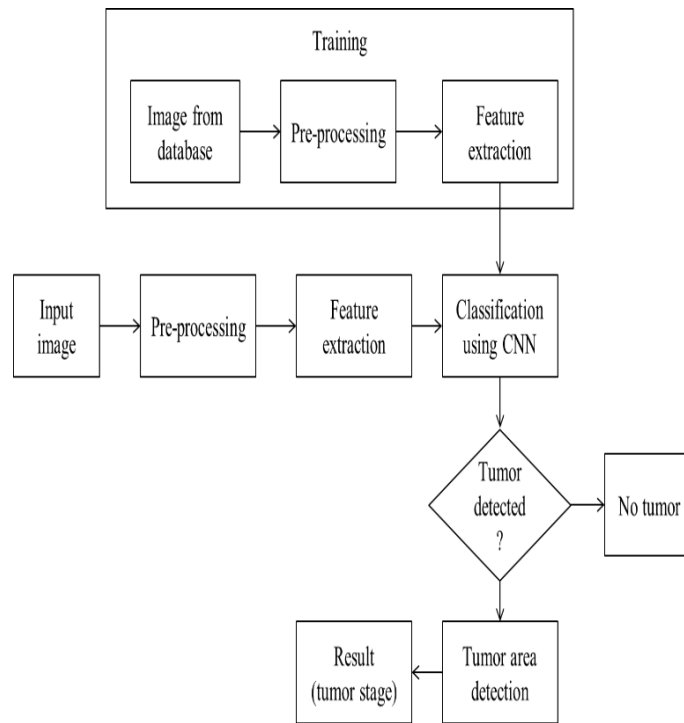 Training
Image from
database
Pre-processing
Feature
extraction
Input
image
Pre-processing
Feature
extraction
Classification
using CNN
Tumor
detected
?
No tumor
Result
(tumor stage)
Tumor area
detection